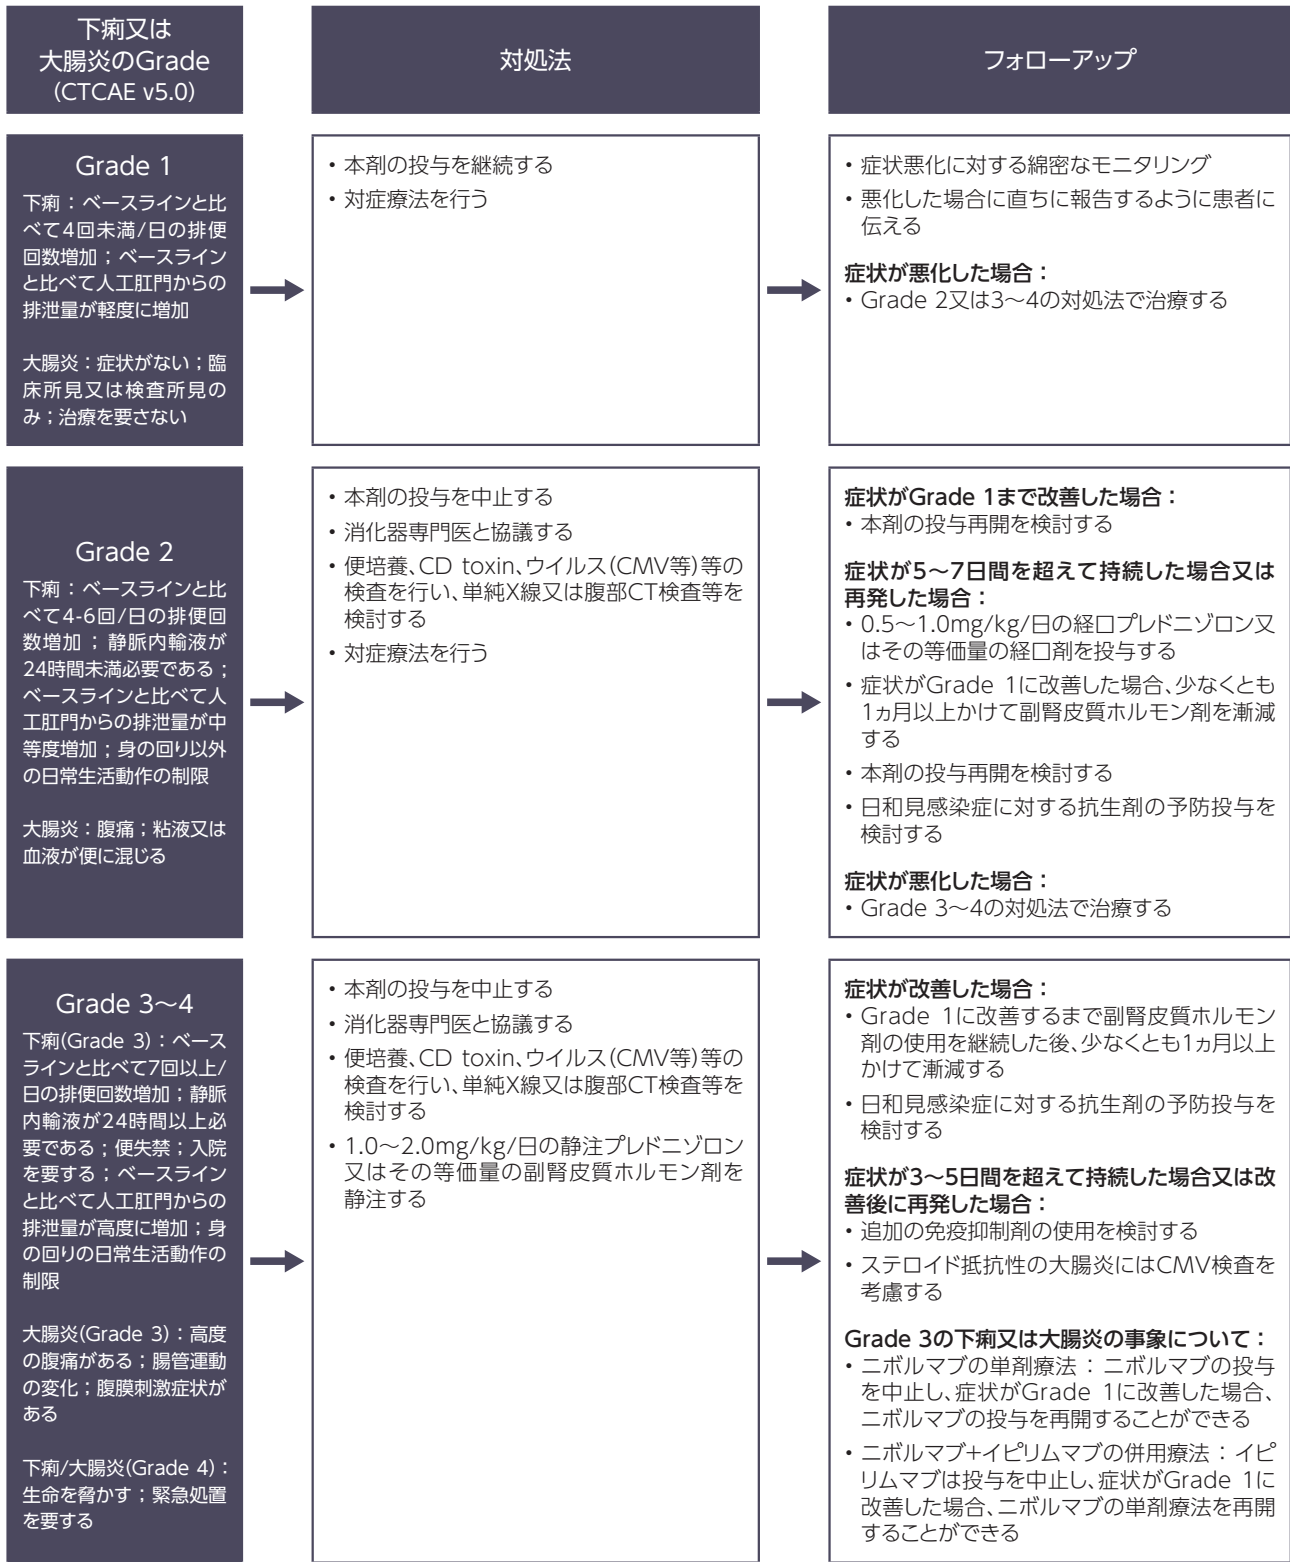 下痢又は
大腸炎のGrade
(CTCAE v5.0)
対処法
フォローアップ
Grade 1
下痢：ベースラインと比
べて4回未満/日の排便
回数増加；ベースライン
と比べて人工肛門からの
排泄量が軽度に増加
大腸炎：症状がない；臨
床所見又は検査所見の
み；治療を要さない
・本剤の投与を継続する
・対症療法を行う
・症状悪化に対する綿密なモニタリング
・悪化した場合に直ちに報告するように患者に
伝える
症状が悪化した場合：
・Grade 2又は3〜4の対処法で治療する
Grade 2
下痢：ベースラインと比
べて4-6回/日の排便回
数増加；静脈内輸液が
24時間未満必要である；
ベースラインと比べて人
工肛門からの排泄量が中
等度増加；身の回り以外
の日常生活動作の制限
大腸炎：腹痛；粘液又は
血液が便に混じる
・本剤の投与を中止する
・消化器専門医と協議する
・便培養、CD toxin、ウイルス(CMV等)等の
検査を行い、単純X線又は腹部CT検査等を
検討する
・対症療法を行う
症状がGrade 1まで改善した場合：
・本剤の投与再開を検討する
症状が5〜7日間を超えて持続した場合又は
再発した場合：
・0.5〜1.0mg/kg/日の経口プレドニゾロン又
はその等価量の経口剤を投与する
・症状がGrade 1に改善した場合、少なくとも
1ヵ月以上かけて副腎皮質ホルモン剤を漸減
する
・本剤の投与再開を検討する
・日和見感染症に対する抗生剤の予防投与を
検討する
症状が悪化した場合：
・Grade 3〜4の対処法で治療する
Grade 3〜4
下痢(Grade 3)：ベース
ラインと比べて7回以上/
日の排便回数増加；静脈
内輸液が24時間以上必
要である；便失禁；入院
を要する；ベースライン
と比べて人工肛門からの
排泄量が高度に増加；身
の回りの日常生活動作の
制限
大腸炎(Grade 3)：高度
の腹痛がある；腸管運動
の変化；腹膜刺激症状が
ある
下痢/大腸炎(Grade 4)：
生命を脅かす；緊急処置
を要する
・本剤の投与を中止する
・消化器専門医と協議する
・便培養、CD toxin、ウイルス(CMV等)等の
検査を行い、単純X線又は腹部CT検査等を
検討する
・1.0〜2.0mg/kg/日の静注プレドニゾロン
又はその等価量の副腎皮質ホルモン剤を
静注する
症状が改善した場合：
・Grade 1に改善するまで副腎皮質ホルモン
剤の使用を継続した後、少なくとも1ヵ月以上
かけて漸減する
・日和見感染症に対する抗生剤の予防投与を
検討する
症状が3〜5日間を超えて持続した場合又は改
善後に再発した場合：
・追加の免疫抑制剤の使用を検討する
・ステロイド抵抗性の大腸炎にはCMV検査を
考慮する
Grade 3の下痢又は大腸炎の事象について：
・ニボルマブの単剤療法：ニボルマブの投与
を中止し、症状がGrade 1に改善した場合、
ニボルマブの投与を再開することができる
・ニボルマブ+イピリムマブの併用療法：イピ
リムマブは投与を中止し、症状がGrade 1に
改善した場合、ニボルマブの単剤療法を再開
することができる